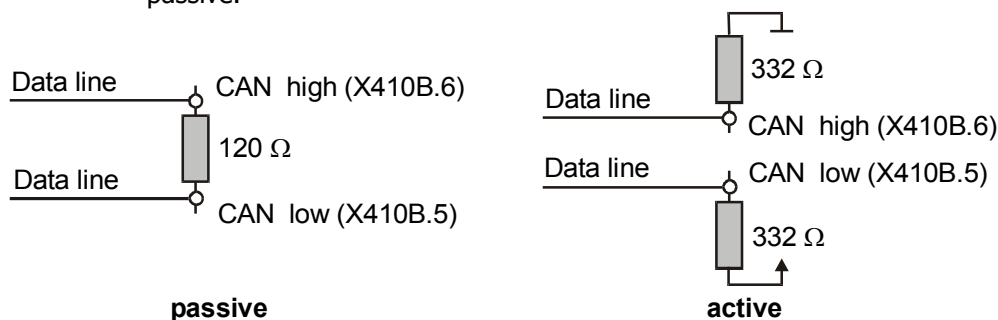 passive.
Data line
CAN high (X410B.6)
120 Ω
Data line
CAN low (X410B.5)
passive
332 Ω
Data line
CAN high (X410B.6)
Data line
CAN low (X410B.5)
332 Ω
active